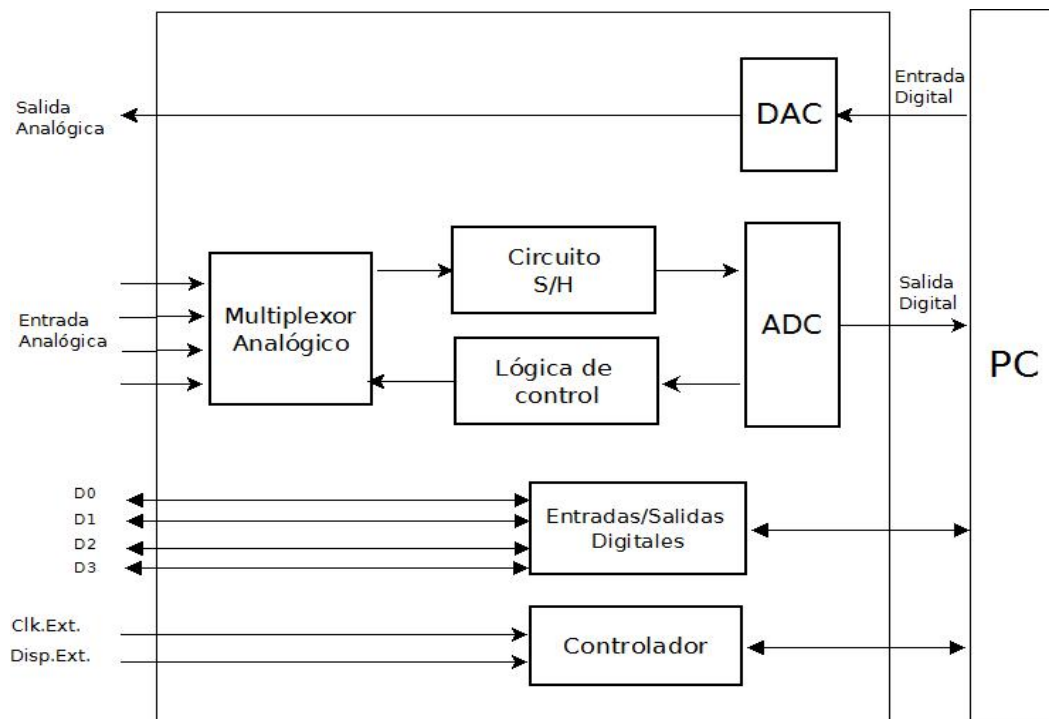 Salida
Analógica
DAC
Entrada
Digital
Entrada
Analógica
Multiplexor
Analógico
Circuito
S/H
Lógica de
control
ADC
Salida
Digital
PC
D0
D1
D2
D3
Entradas/Salidas
Digitales
Clk.Ext.
Disp.Ext.
Controlador